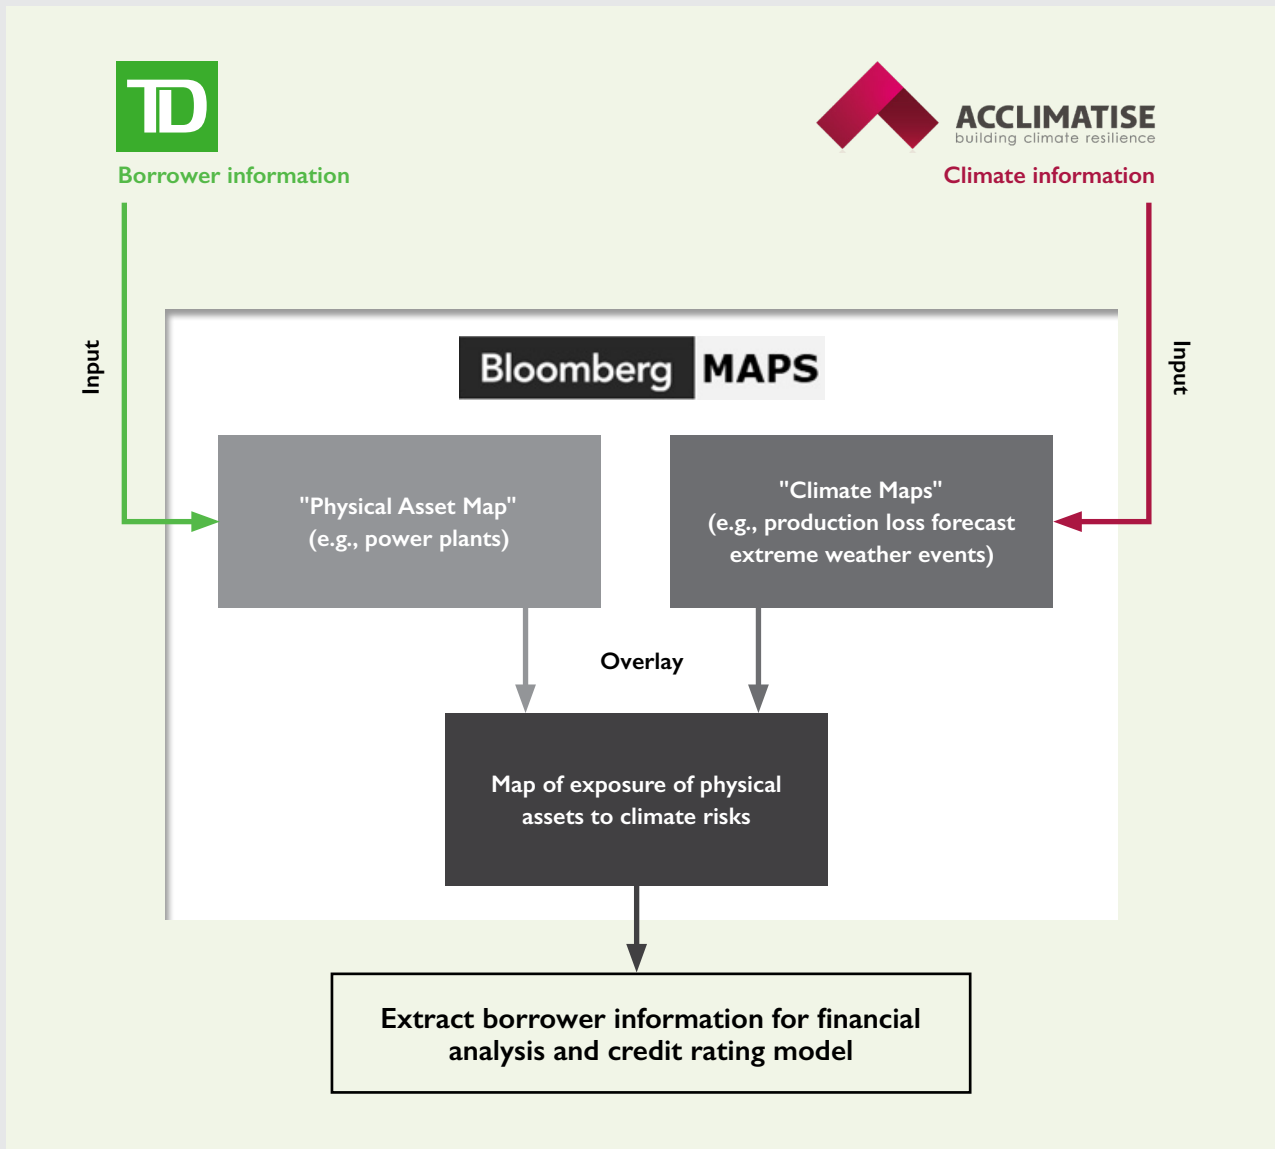 TD
Borrower information
ACCLIMATISE
building climate resilience
Climate information
Input
Input
Bloomberg MAPS
"Physical Asset Map"
(e.g., power plants)
"Climate Maps"
(e.g., production loss forecast
extreme weather events)
Overlay
Map of exposure of physical
assets to climate risks
Extract borrower information for financial
analysis and credit rating model